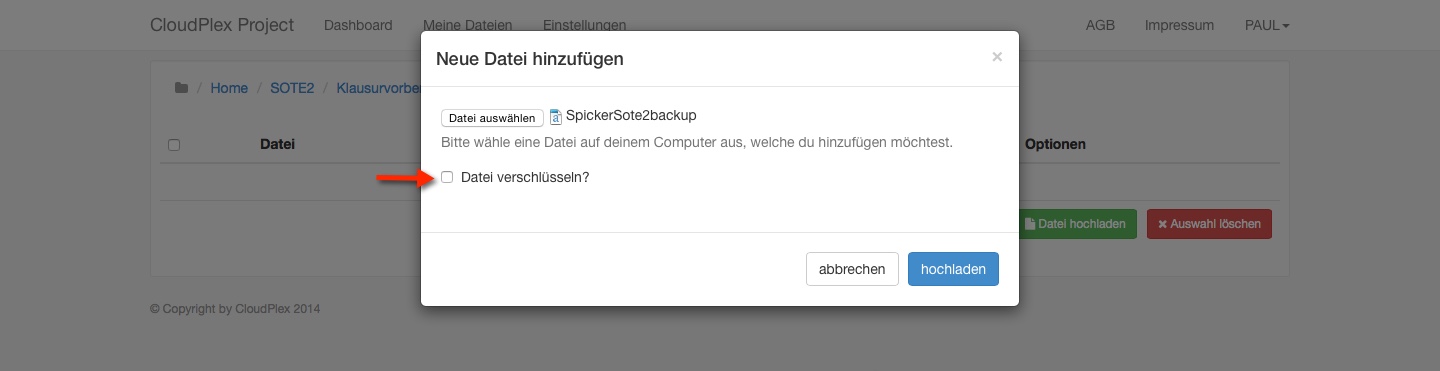 CloudPlex Project Dashboard Meine Dateien Einstellungen AGB Impressum PAUL
Neue Datei hinzufügen ×
/ Home / SOTE2 / Klausurvorbe
Datei auswählen SpickerSote2backup
Bitte wähle eine Datei auf deinem Computer aus, welche du hinzufügen möchtest.
Datei Optionen
Datei verschlüsseln?
Datei hochladen Auswahl löschen
abbrechen hochladen
© Copyright by CloudPlex 2014